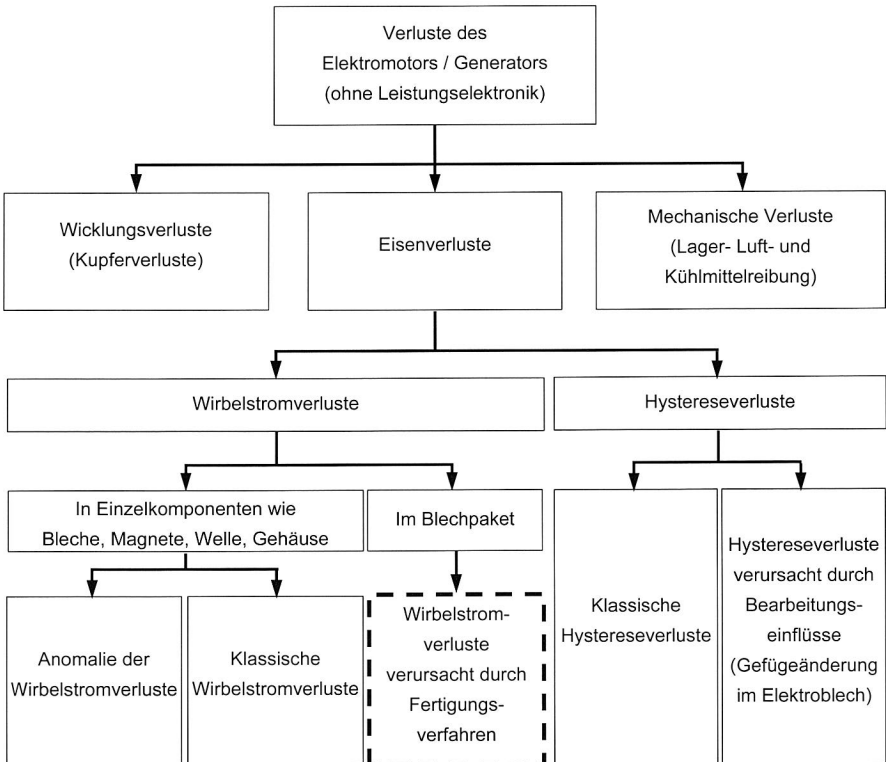 Verluste des
Elektromotors / Generators
(ohne Leistungselektronik)
Wicklungsverluste
(Kupferverluste)
Eisenverluste
Mechanische Verluste
(Lager- Luft- und
Kühlmittelreibung)
Wirbelstromverluste
Hystereseverluste
In Einzelkomponenten wie
Bleche, Magnete, Welle, Gehäuse
Im Blechpaket
Anomalie der
Wirbelstromverluste
Klassische
Wirbelstromverluste
Wirbelstrom-
verluste
verursacht durch
Fertigungs-
verfahren
Klassische
Hystereseverluste
Hystereseverluste
verursacht durch
Bearbeitungs-
einflüsse
(Gefügeänderung
im Elektroblech)